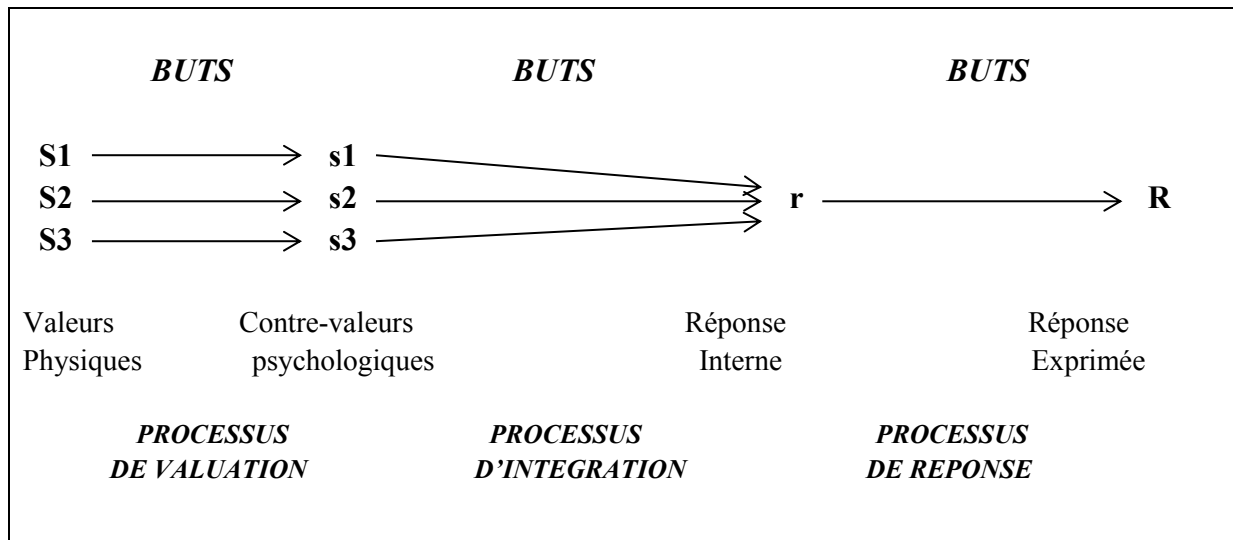 BUTS BUTS BUTS
S1 s1
S2 s2 r R
S3 s3
Valeurs Contre-valeurs Réponse Réponse
Physiques psychologiques Interne Exprimée
PROCESSUS PROCESSUS PROCESSUS
DE VALUATION D’INTEGRATION DE REPONSE